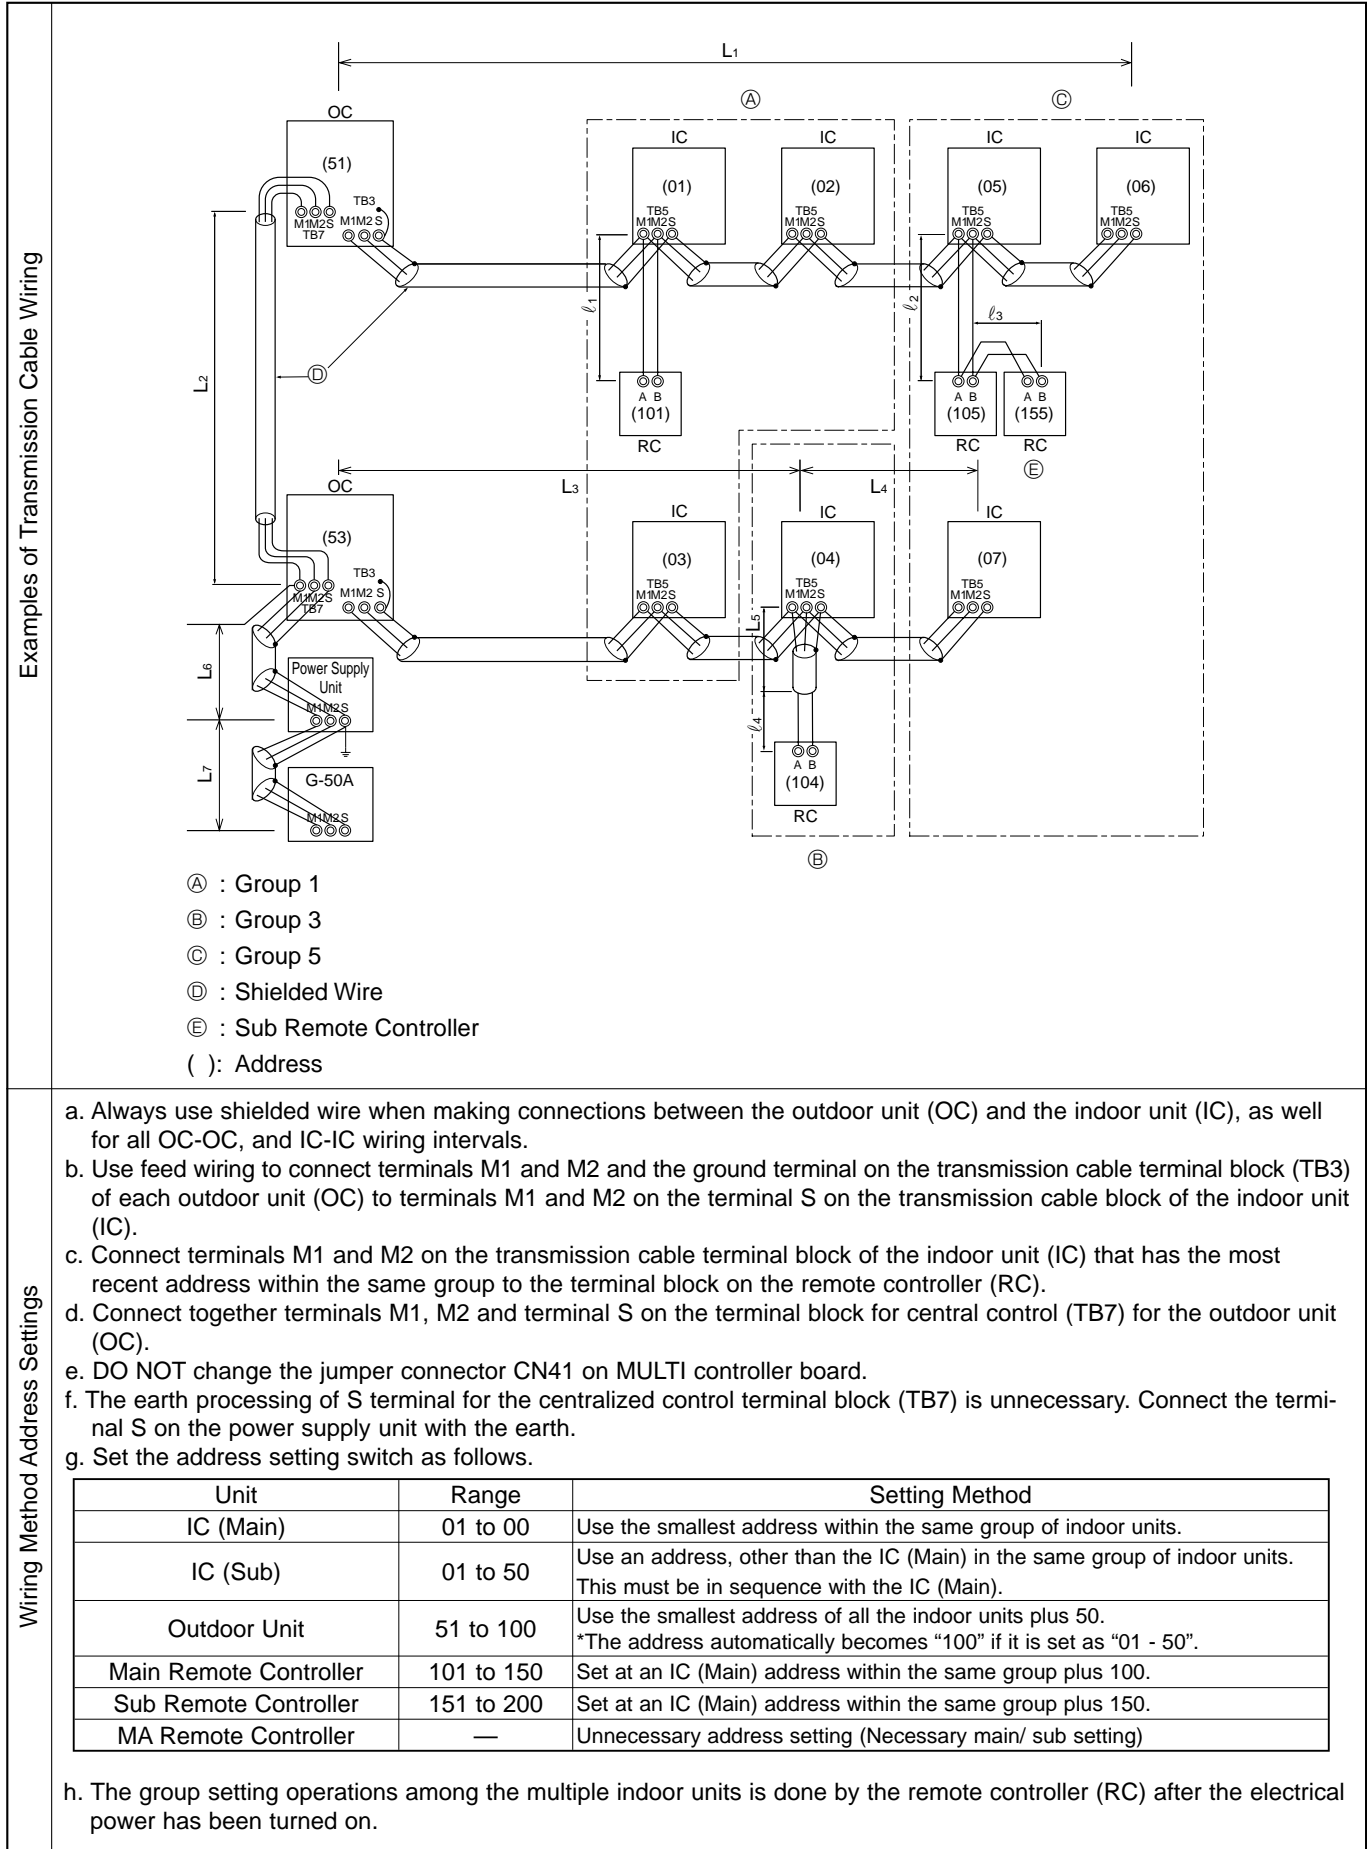 Examples of Transmission Cable Wiring
L1
Ⓐ
Ⓒ
OC
IC
IC
IC
IC
(51)
(01)
(02)
(05)
(06)
TB3
TB5
TB5
TB5
TB5
M1M2S
M1M2 S
M1M2S
M1M2S
M1M2S
M1M2S
TB7
L2
ℓ1
ℓ2
ℓ3
Ⓓ
A B
A B
A B
(101)
(105)
(155)
RC
RC
RC
Ⓔ
OC
L3
L4
IC
IC
IC
(53)
(03)
(04)
(07)
TB3
TB5
TB5
TB5
M1M2S
M1M2 S
M1M2S
M1M2S
M1M2S
TB7
L5
L6
Power Supply
Unit
M1M2S
ℓ4
L7
G-50A
M1M2S
A B
(104)
RC
Ⓑ
Ⓐ : Group 1
Ⓑ : Group 3
Ⓒ : Group 5
Ⓓ : Shielded Wire
Ⓔ : Sub Remote Controller
( ): Address
Wiring Method Address Settings
a. Always use shielded wire when making connections between the outdoor unit (OC) and the indoor unit (IC), as well
for all OC-OC, and IC-IC wiring intervals.
b. Use feed wiring to connect terminals M1 and M2 and the ground terminal on the transmission cable terminal block (TB3)
of each outdoor unit (OC) to terminals M1 and M2 on the terminal S on the transmission cable block of the indoor unit
(IC).
c. Connect terminals M1 and M2 on the transmission cable terminal block of the indoor unit (IC) that has the most
recent address within the same group to the terminal block on the remote controller (RC).
d. Connect together terminals M1, M2 and terminal S on the terminal block for central control (TB7) for the outdoor unit
(OC).
e. DO NOT change the jumper connector CN41 on MULTI controller board.
f. The earth processing of S terminal for the centralized control terminal block (TB7) is unnecessary. Connect the termi-
nal S on the power supply unit with the earth.
g. Set the address setting switch as follows.
Unit Range Setting Method
IC (Main) 01 to 00 Use the smallest address within the same group of indoor units.
IC (Sub) 01 to 50 Use an address, other than the IC (Main) in the same group of indoor units.
This must be in sequence with the IC (Main).
Outdoor Unit 51 to 100 Use the smallest address of all the indoor units plus 50.
*The address automatically becomes “100” if it is set as “01 - 50”.
Main Remote Controller 101 to 150 Set at an IC (Main) address within the same group plus 100.
Sub Remote Controller 151 to 200 Set at an IC (Main) address within the same group plus 150.
MA Remote Controller — Unnecessary address setting (Necessary main/ sub setting)
h. The group setting operations among the multiple indoor units is done by the remote controller (RC) after the electrical
power has been turned on.